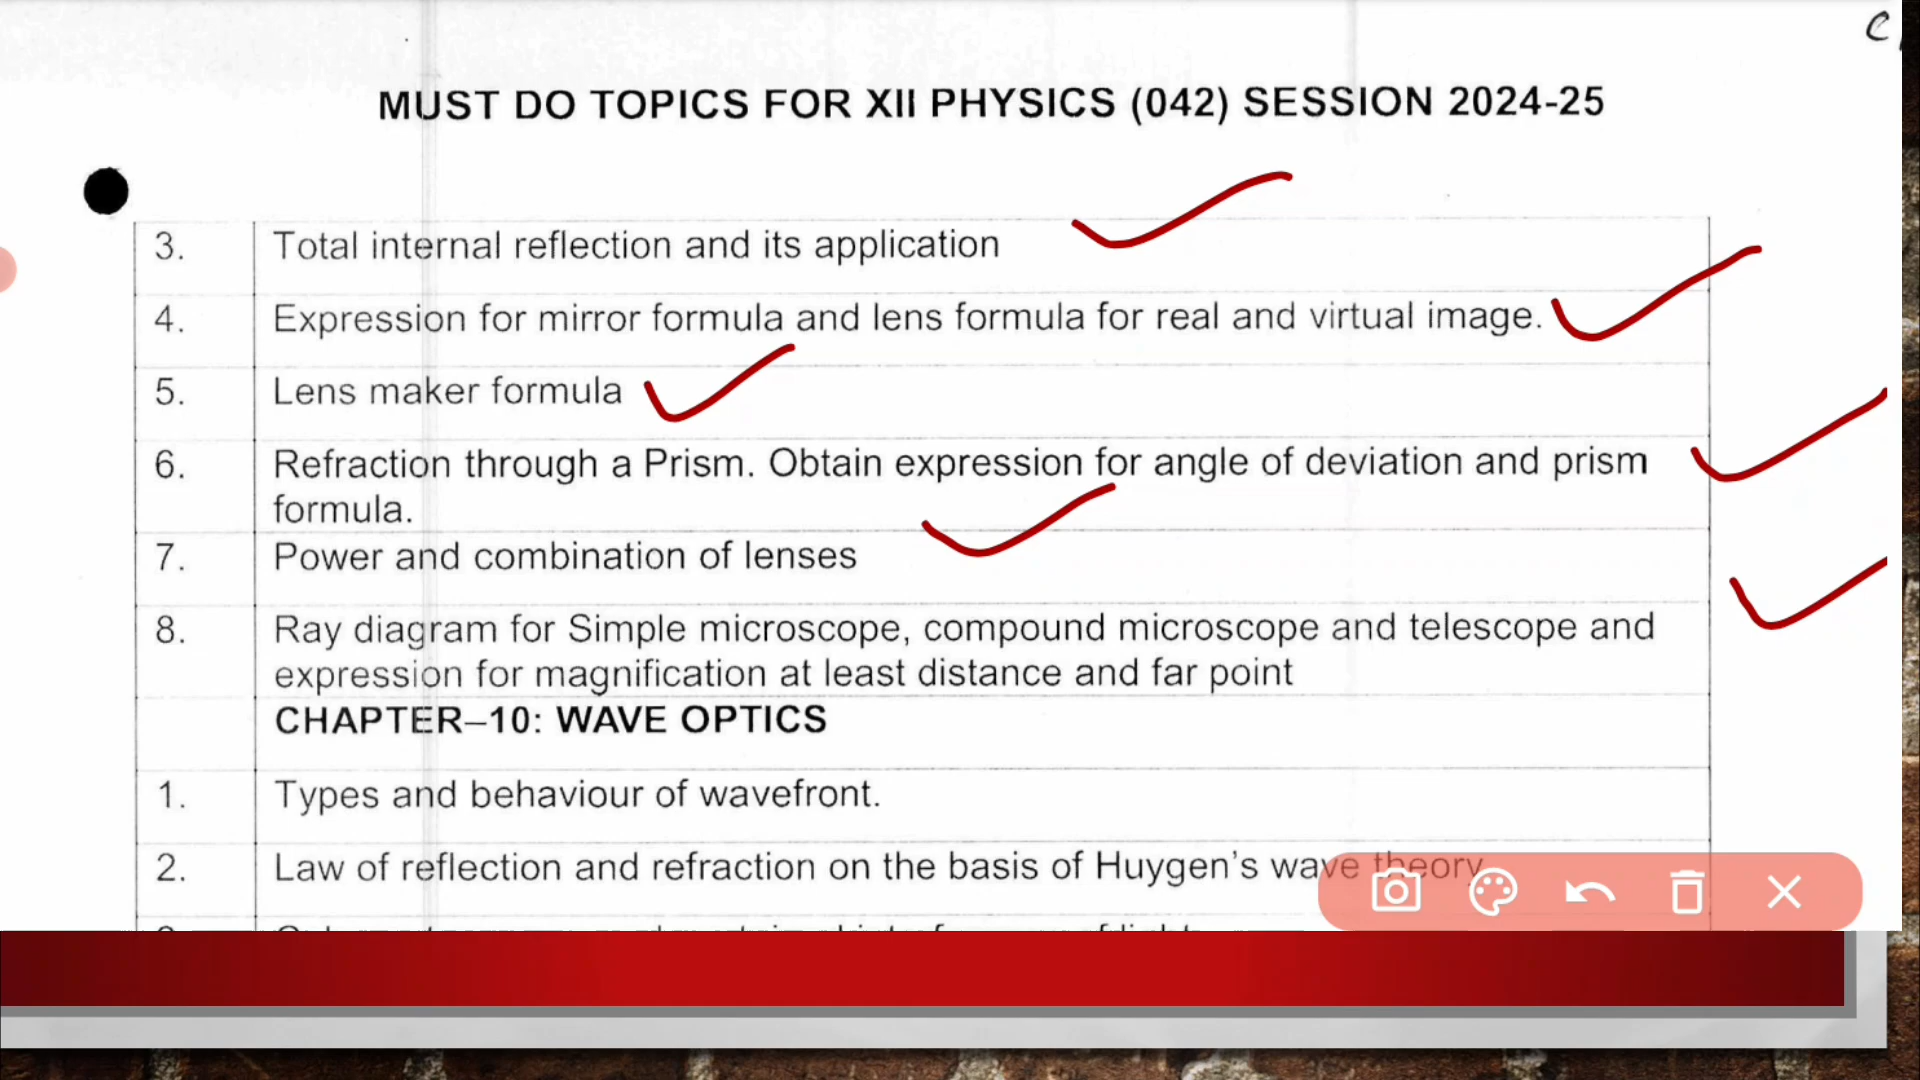 MUST DO TOPICS FOR XII PHYSICS (042) SESSION 2024-25
3. Total internal reflection and its application
4. Expression for mirror formula and lens formula for real and virtual image.
5. Lens maker formula
6. Refraction through a Prism. Obtain expression for angle of deviation and prism
formula.
7. Power and combination of lenses
8. Ray diagram for Simple microscope, compound microscope and telescope and
expression for magnification at least distance and far point
CHAPTER–10: WAVE OPTICS
1. Types and behaviour of wavefront.
2. Law of reflection and refraction on the basis of Huygen's wave theory